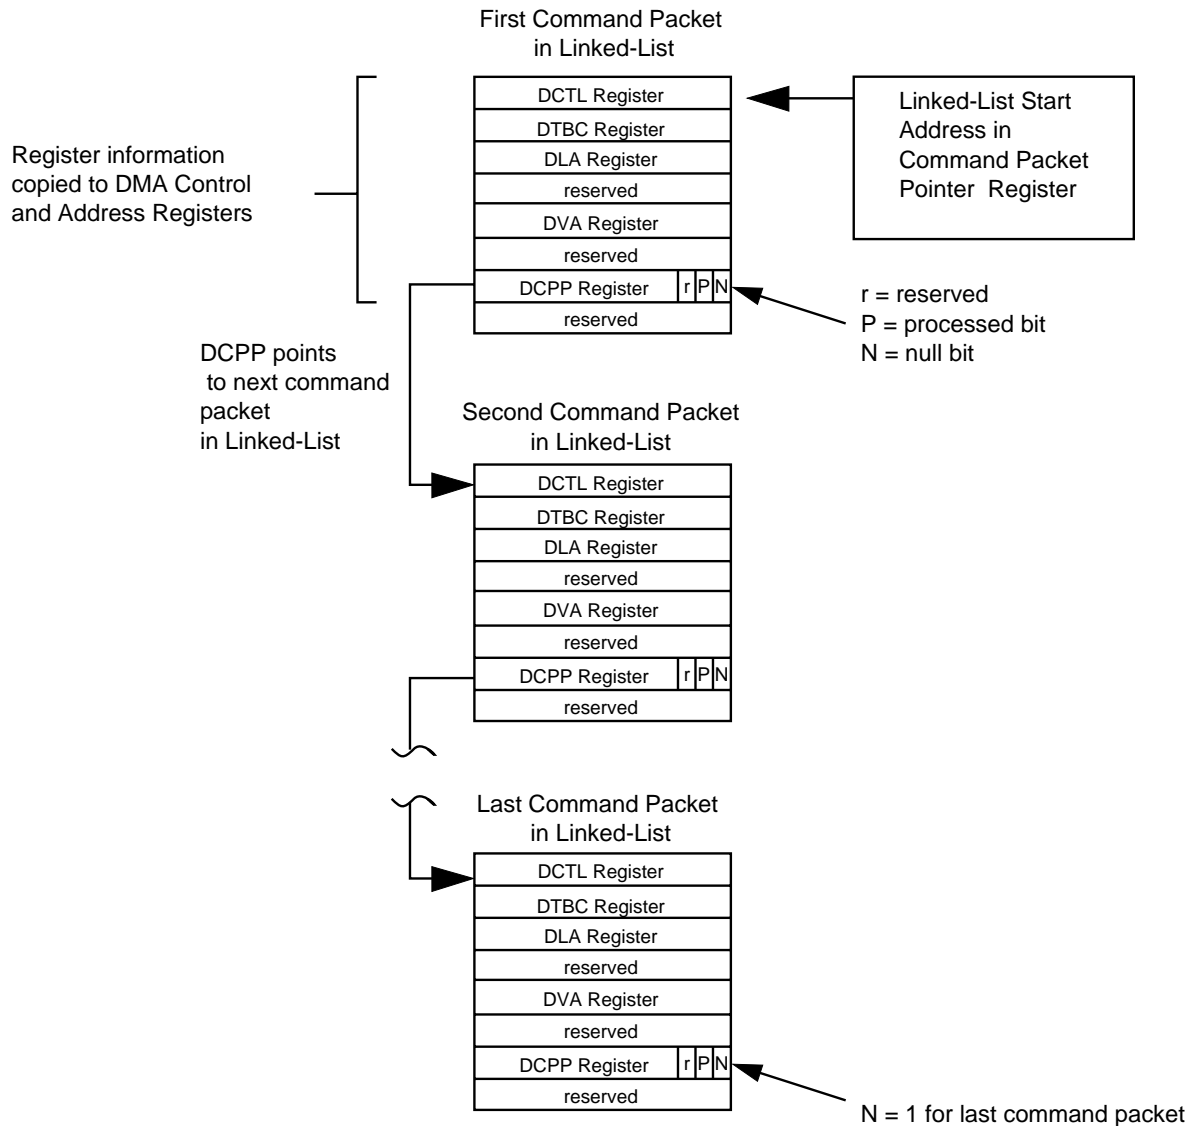 First Command Packet
in Linked-List
DCTL Register
DTBC Register
DLA Register
reserved
DVA Register
reserved
DCPP Register r P N
reserved
Linked-List Start
Address in
Command Packet
Pointer Register
Register information
copied to DMA Control
and Address Registers
r = reserved
P = processed bit
N = null bit
DCPP points
to next command
packet
in Linked-List
Second Command Packet
in Linked-List
DCTL Register
DTBC Register
DLA Register
reserved
DVA Register
reserved
DCPP Register r P N
reserved
Last Command Packet
in Linked-List
DCTL Register
DTBC Register
DLA Register
reserved
DVA Register
reserved
DCPP Register r P N
reserved
N = 1 for last command packet